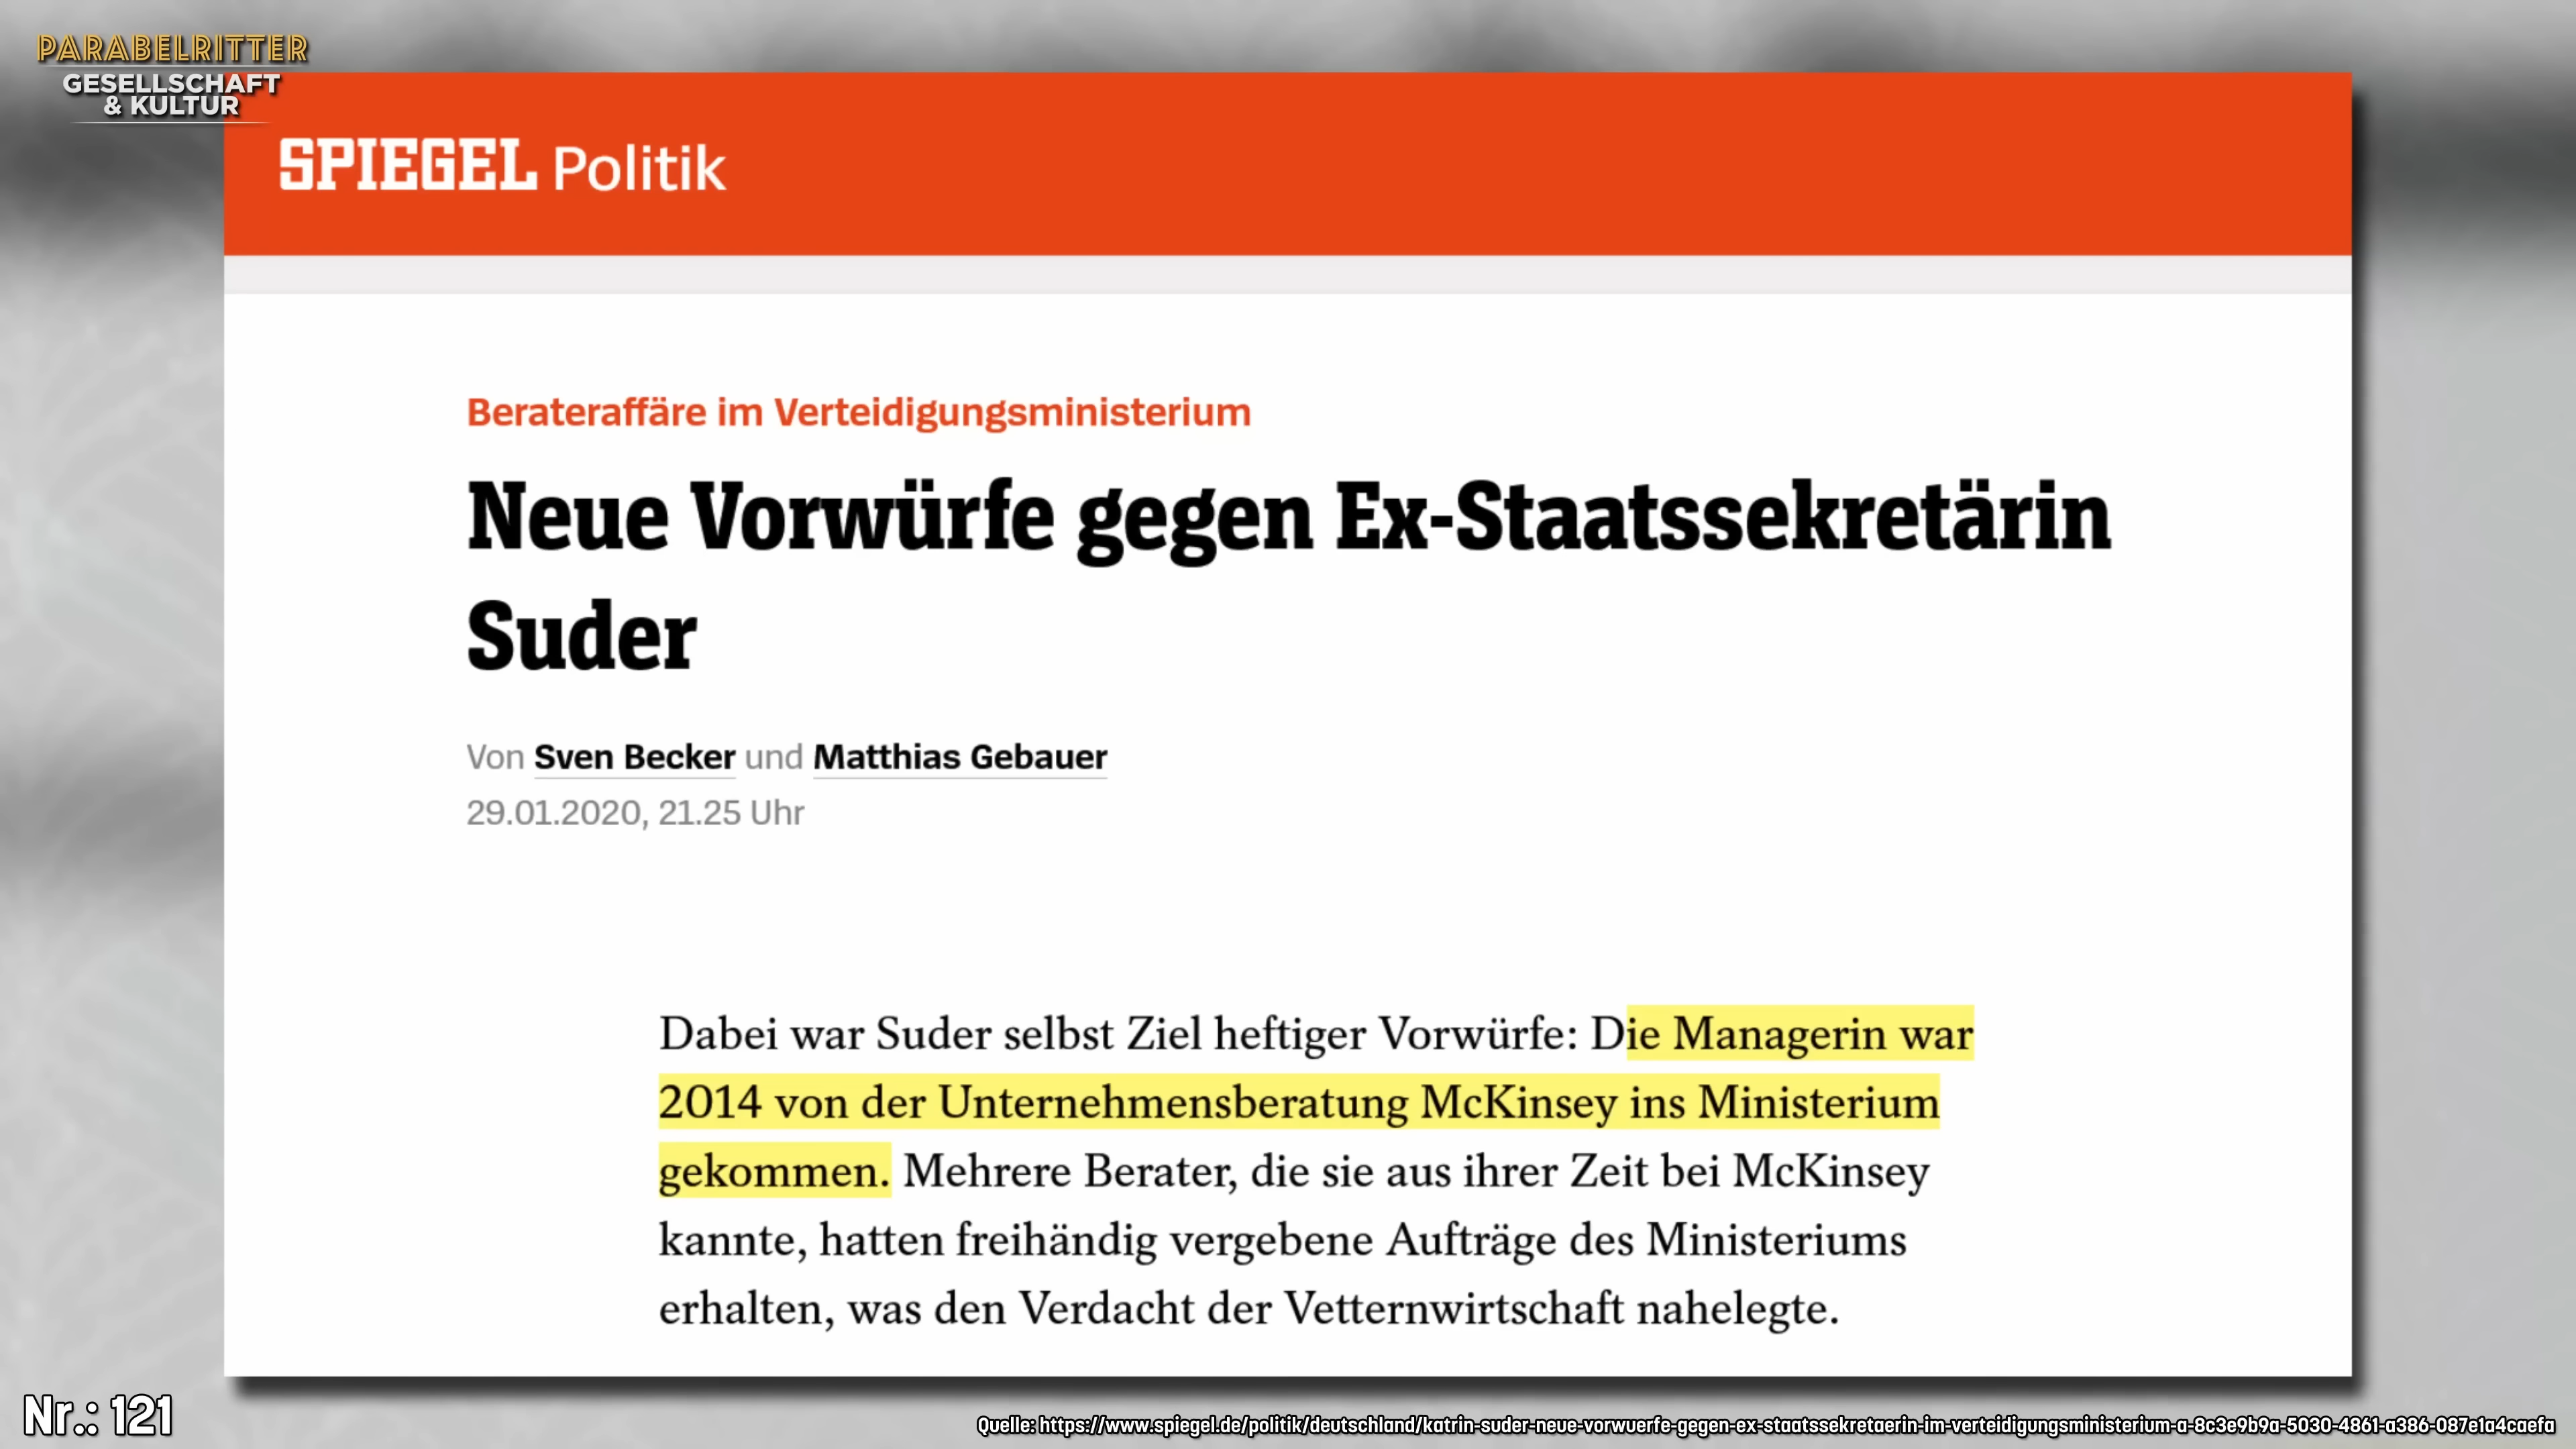 PARABELRITTER
GESELLSCHAFT
& KULTUR
SPIEGEL Politik
Berateraffäre im Verteidigungsministerium
Neue Vorwürfe gegen Ex-Staatssekretärin
Suder
Von Sven Becker und Matthias Gebauer
29.01.2020, 21.25 Uhr
Dabei war Suder selbst Ziel heftiger Vorwürfe: Die Managerin war
2014 von der Unternehmensberatung McKinsey ins Ministerium
gekommen. Mehrere Berater, die sie aus ihrer Zeit bei McKinsey
kannte, hatten freihändig vergebene Aufträge des Ministeriums
erhalten, was den Verdacht der Vetternwirtschaft nahelegte.
Nr.: 121
Quelle: https://www.spiegel.de/politik/deutschland/katrin-suder-neue-vorwuerfe-gegen-ex-staatssekretaerin-im-verteidigungsministerium-a-8c3e9b9a-5030-4861-a386-087e1a4caefa